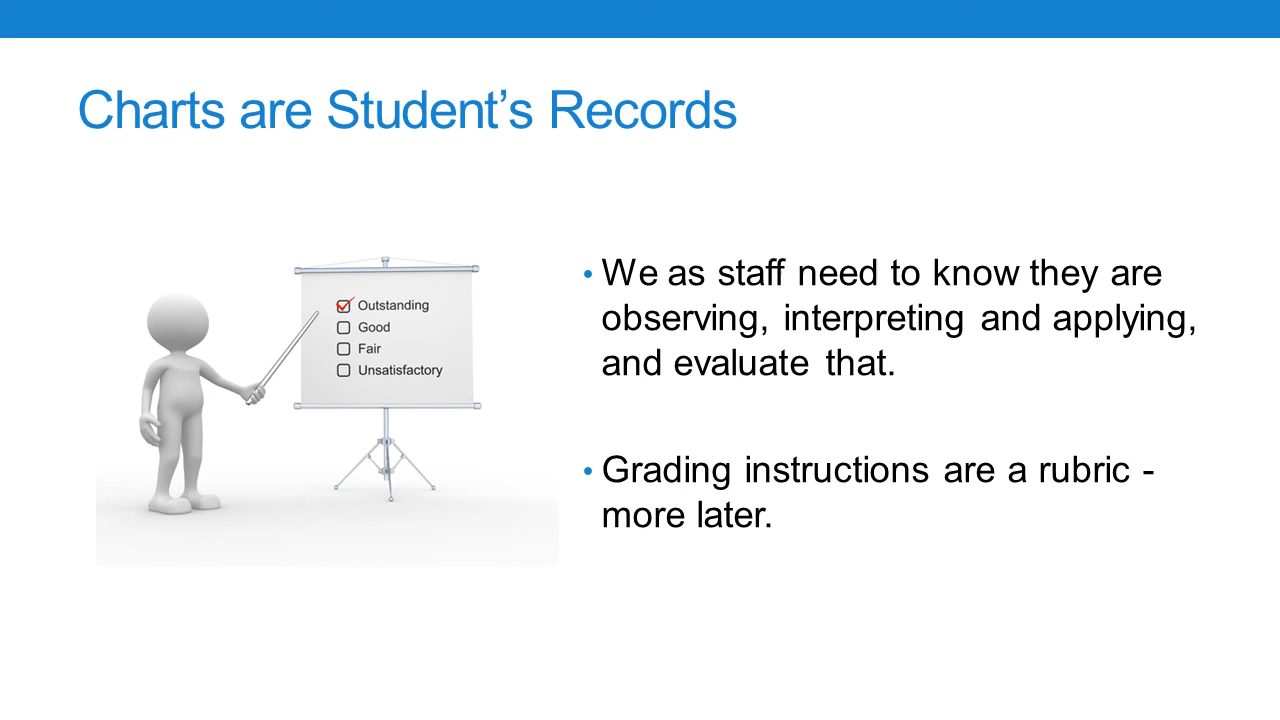 Charts are Student’s Records
Outstanding
Good
Fair
Unsatisfactory
• We as staff need to know they are
observing, interpreting and applying,
and evaluate that.
• Grading instructions are a rubric -
more later.